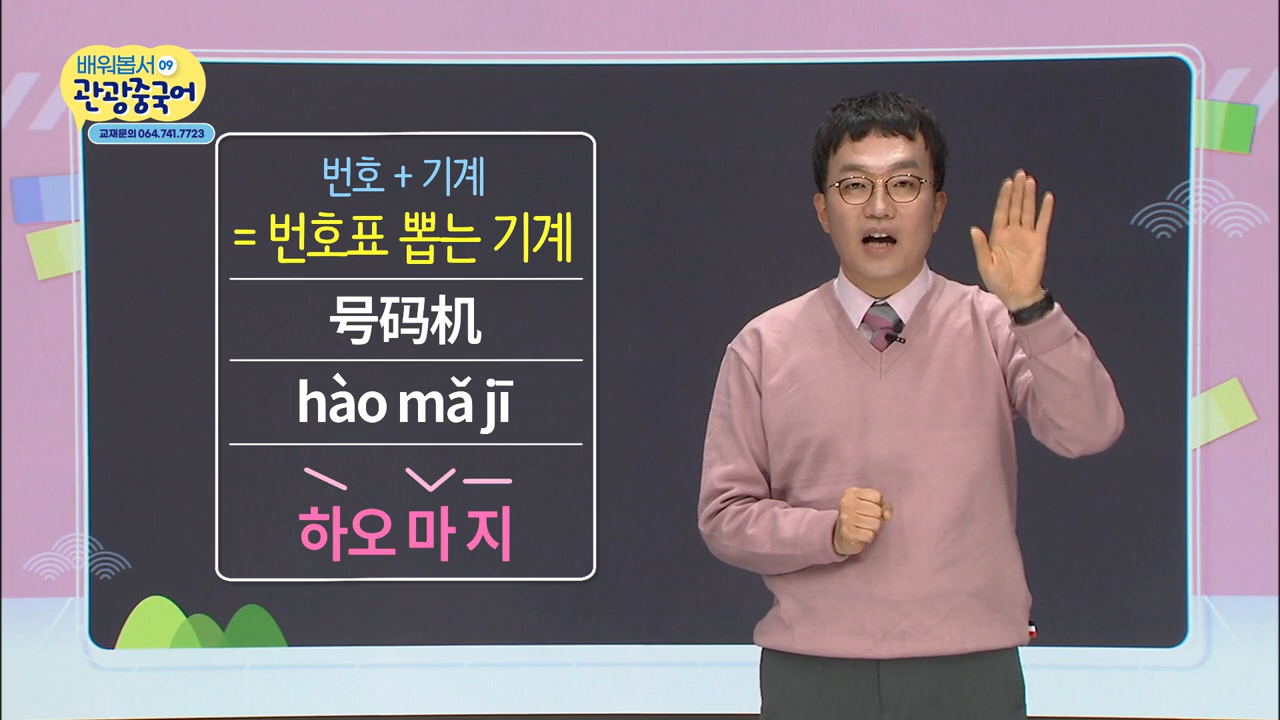 배워봅서 09
관광중국어
교재문의 064.741.7723
번호 + 기계
= 번호표 뽑는 기계
号码机
hào mǎ jī
하오 마 지